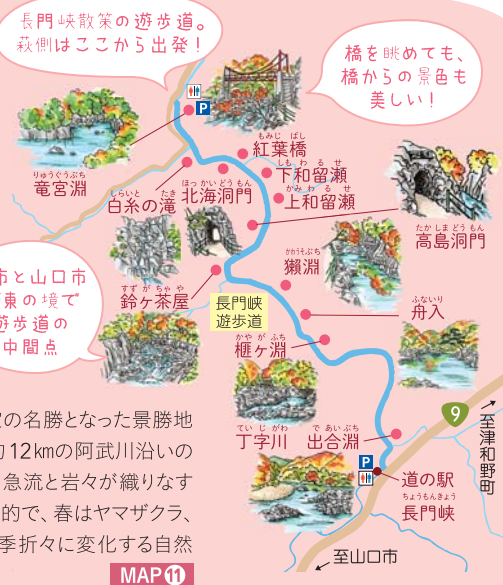 長門峡散策の遊歩道。
萩側はここから出発！
橋を眺めても、
橋からの景色も
美しい！
P
りゅうぐうぶち
竜宮淵
しらいと たき
白糸の滝
ほっかいどうもん
北海洞門
もみじ ばし
紅葉橋
しも わ る せ
下和留瀬
かみ わ る せ
上和留瀬
たかしまどうもん
高島洞門
市と山口市
東の境で
遊歩道の
中間点
すず が ちゃ や
鈴ヶ茶屋
長門峡
遊歩道
かわうそぶち
獺淵
ふないり
舟入
かや が ふち
榧ヶ淵
ていじがわ
丁字川
で あいぶち
出合淵
9
至津和野町
P
道の駅
ちょうもんきょう
長門峡
至山口市
の名勝となった景勝地
12kmの阿武川沿いの
急流と岩々が織りなす
的で、春はヤマザクラ、
季折々に変化する自然
MAP11